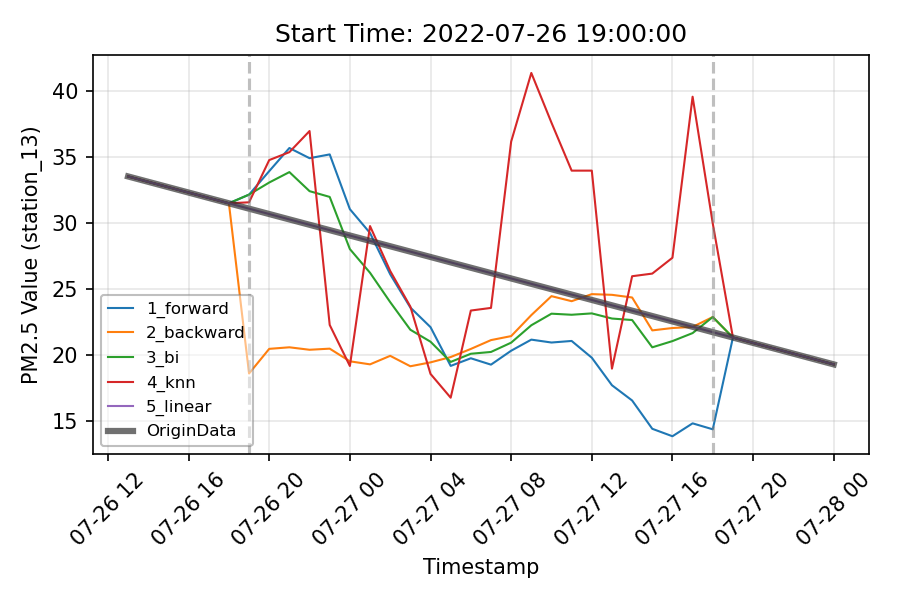 Start Time: 2022-07-26 19:00:00
PM2.5 Value (station_13)
40
35
30
25
20
15
1_forward
2_backward
3_bi
4_knn
5_linear
OriginData
07-26 12
07-26 16
07-26 20
07-27 00
07-27 04
07-27 08
07-27 12
07-27 16
07-27 20
07-28 00
Timestamp